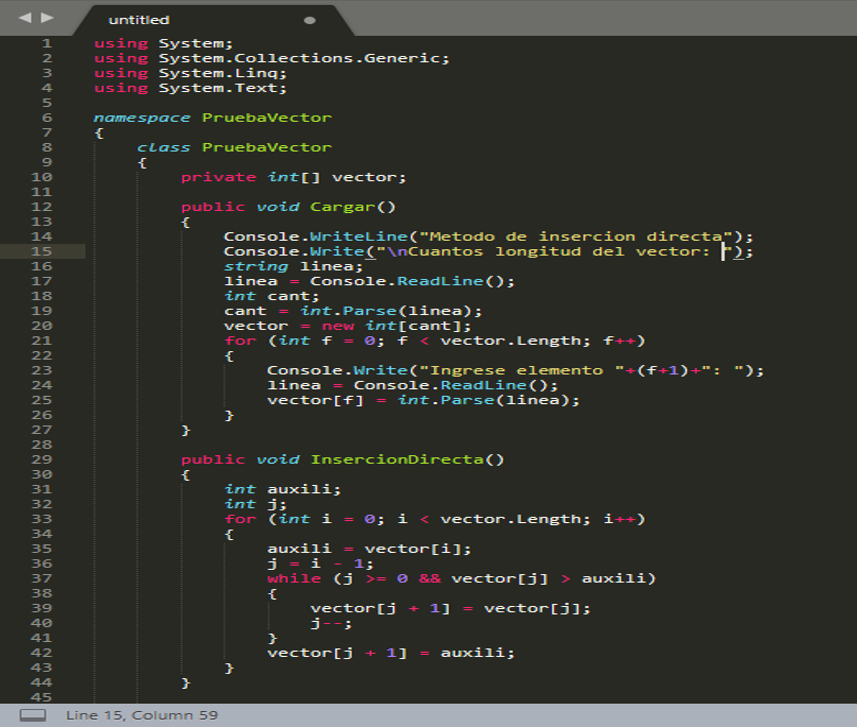 untitled
1 using System;
2 using System.Collections.Generic;
3 using System.Linq;
4 using System.Text;
5
6 namespace PruebaVector
7 {
8 class PruebaVector
9 {
10 private int[] vector;
11
12 public void Cargar()
13 {
14 Console.WriteLine("Metodo de insercion directa");
15 Console.Write("\nCuantos longitud del vector: ");
16 string linea;
17 linea = Console.ReadLine();
18 int cant;
19 cant = int.Parse(linea);
20 vector = new int[cant];
21 for (int f = 0; f < vector.Length; f++)
22 {
23 Console.Write("Ingrese elemento "+(f+1)+": ");
24 linea = Console.ReadLine();
25 vector[f] = int.Parse(linea);
26 }
27 }
28
29 public void InsercionDirecta()
30 {
31 int auxili;
32 int j;
33 for (int i = 0; i < vector.Length; i++)
34 {
35 auxili = vector[i];
36 j = i - 1;
37 while (j >= 0 && vector[j] > auxili)
38 {
39 vector[j + 1] = vector[j];
40 j--;
41 }
42 vector[j + 1] = auxili;
43 }
44 }
45
Line 15, Column 59